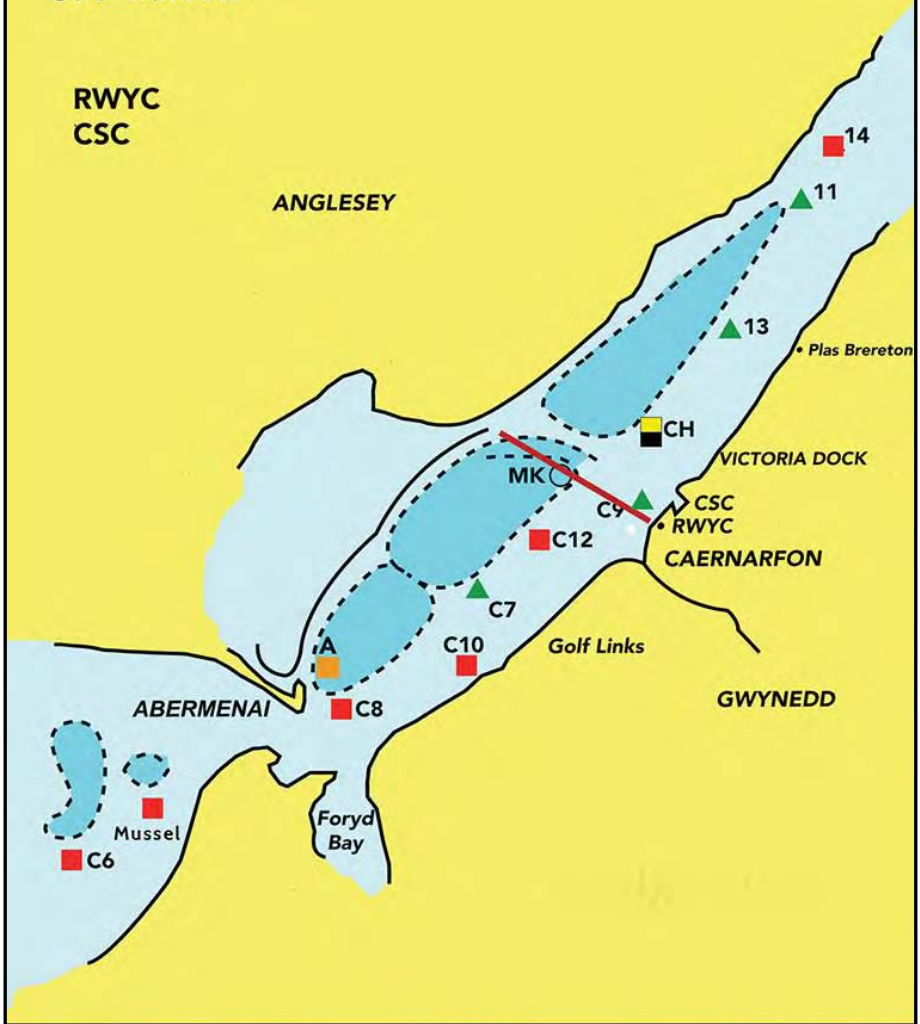 RWYC
CSC
14
11
ANGLESEY
13
Plas Brereton
CH
VICTORIA DOCK
MK
CSC
C9
RWYC
C12
CAERNARFON
C7
A
C10
Golf Links
GWYNEDD
ABERMENAI
C8
Foryd
Bay
Mussel
C6